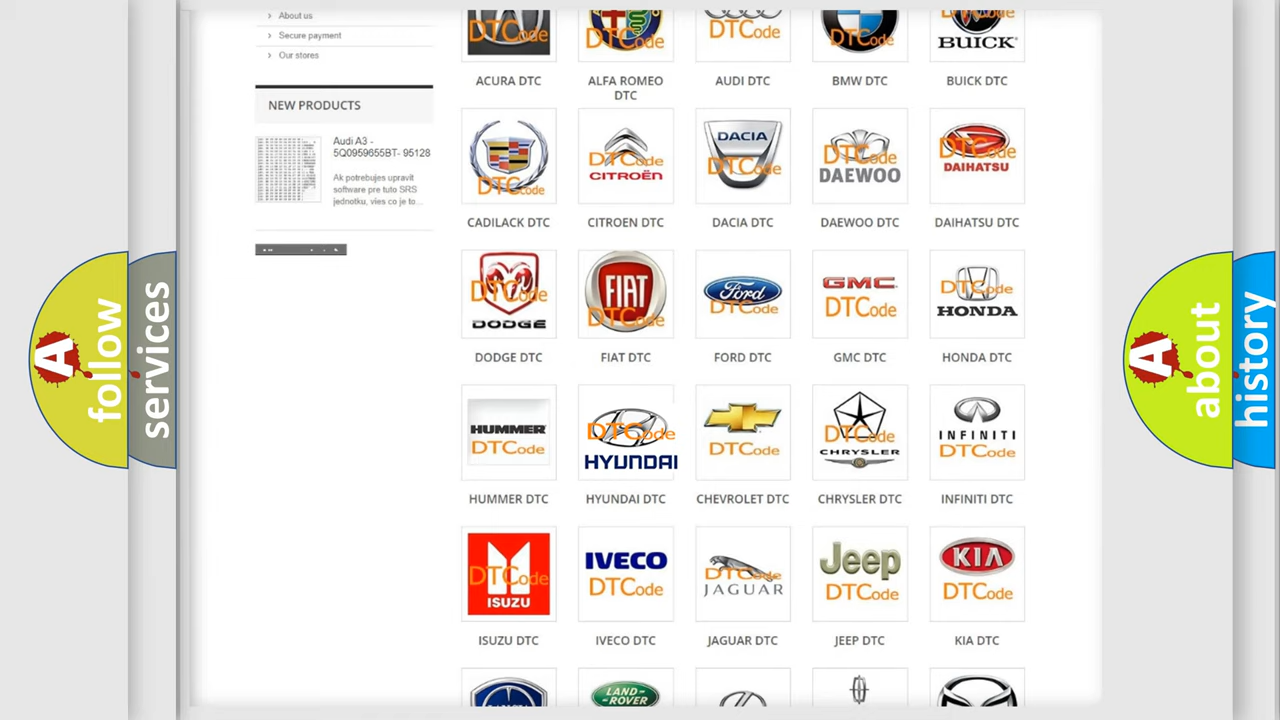 About us
Secure payment
Our stores
NEW PRODUCTS
Audi A3 -
5Q0959655BT- 95128
Ak potrebujes upravit
software pre tuto SRS
jednotku, vies co je to...
DTCode
DTCode
DTCode
DTCode
DTCode
BUICK
ACURA DTC
ALFA ROMEO
DTC
AUDI DTC
BMW DTC
BUICK DTC
DTCode
DTCode
CITROËN
DACIA
DTCode
DTCode
DAEWOO
DTCode
DAIHATSU
CADILACK DTC
CITROEN DTC
DACIA DTC
DAEWOO DTC
DAIHATSU DTC
DTCode
DODGE
FIAT
DTCode
Ford
DTCode
GMC
DTCode
DTCode
HONDA
DODGE DTC
FIAT DTC
FORD DTC
GMC DTC
HONDA DTC
HUMMER
DTCode
DTCode
HYUNDAI
DTCode
DTCode
CHRYSLER
INFINITI
DTCode
HUMMER DTC
HYUNDAI DTC
CHEVROLET DTC
CHRYSLER DTC
INFINITI DTC
DTCode
ISUZU
IVECO
DTCode
DTCode
JAGUAR
Jeep
DTCode
KIA
DTCode
ISUZU DTC
IVECO DTC
JAGUAR DTC
JEEP DTC
KIA DTC
LAND-
ROVER
A follow
services
A about
history